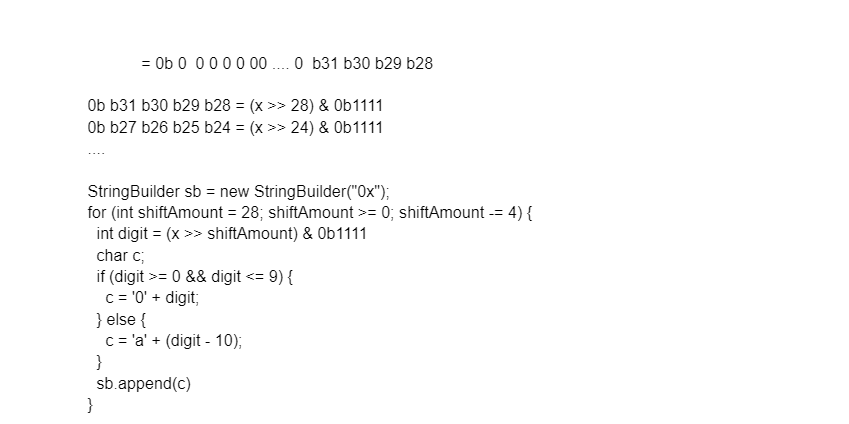 = 0b 0  0 0 0 0 00 .... 0  b31 b30 b29 b28
0b b31 b30 b29 b28 = (x >> 28) & 0b1111
0b b27 b26 b25 b24 = (x >> 24) & 0b1111
....
StringBuilder sb = new StringBuilder("0x");
for (int shiftAmount = 28; shiftAmount >= 0; shiftAmount -= 4) {
  int digit = (x >> shiftAmount) & 0b1111
  char c;
  if (digit >= 0 && digit <= 9) {
    c = '0' + digit;
  } else {
    c = 'a' + (digit - 10);
  }
  sb.append(c)
}